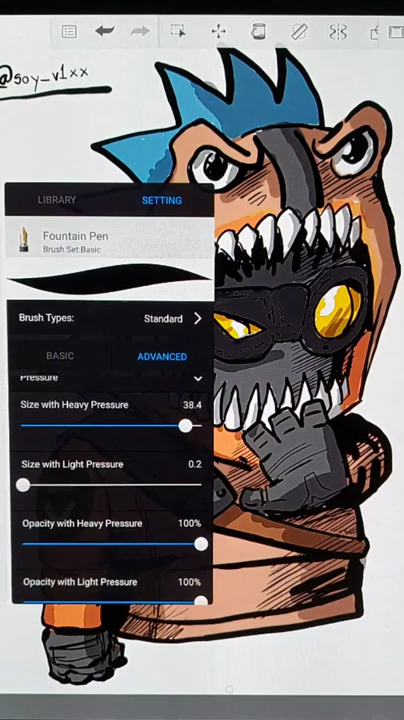 @soy_v1xx
LIBRARY SETTING
Fountain Pen
Brush Set:Basic
Brush Types: Standard
BASIC ADVANCED
Pressure
Size with Heavy Pressure 38.4
Size with Light Pressure 0.2
Opacity with Heavy Pressure 100%
Opacity with Light Pressure 100%